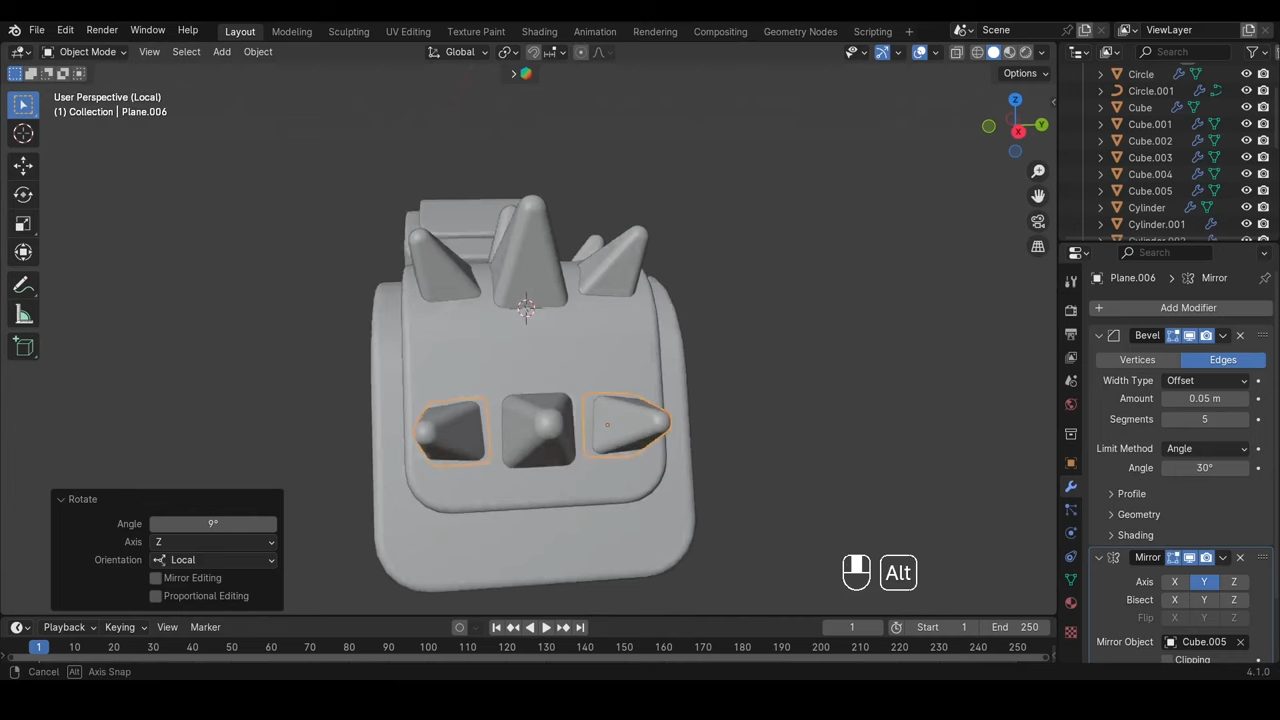 File Edit Render Window Help Layout Modeling Sculpting UV Editing Texture Paint Shading Animation Rendering Compositing Geometry Nodes Scripting Scene ViewLayer
Object Mode View Select Add Object Global Search
Options
User Perspective (Local)
(1) Collection | Plane.006
Z
Y
X
Circle
Circle.001
Cube
Cube.001
Cube.002
Cube.003
Cube.004
Cube.005
Cylinder
Cylinder.001
Search
Plane.006 Mirror
Add Modifier
Bevel
Vertices Edges
Width Type Offset
Amount 0.05 m
Segments 5
Limit Method Angle
Angle 30°
Profile
Geometry
Shading
Mirror
Axis X Y Z
Bisect X Y Z
Flip X Y Z
Mirror Object Cube.005
Clipping
Rotate
Angle 9°
Axis Z
Orientation Local
Mirror Editing
Proportional Editing
Alt
Playback Keying View Marker 1 Start 1 End 250
1 10 20 30 40 50 60 70 80 90 100 110 120 130 140 150 160 170 180 190 200 210 220 230 240 250
Cancel Alt Axis Snap 4.1.0